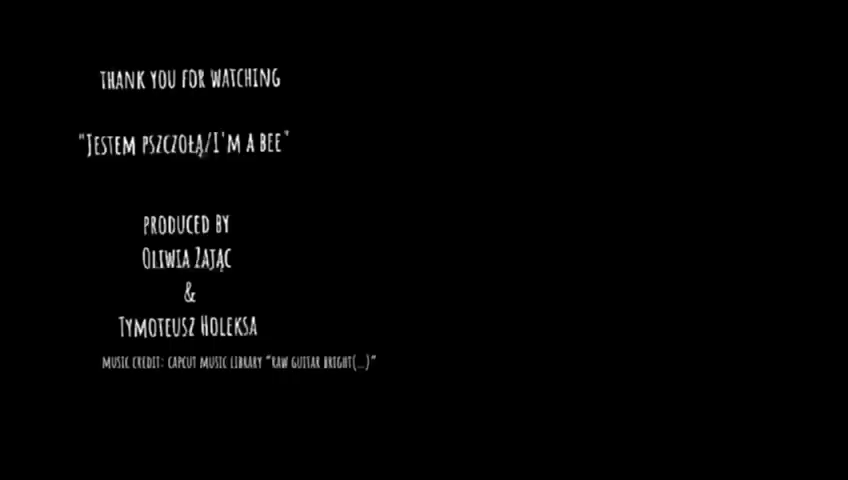 THANK YOU FOR WATCHING
"JESTEM PSZCZOŁĄ/I'M A BEE"
PRODUCED BY
OLIWIA ZAJĄC
&
TYMOTEUSZ HOLEKSA
MUSIC CREDIT: CAPCUT MUSIC LIBRARY "RAW GUITAR BRIGHT(...)"